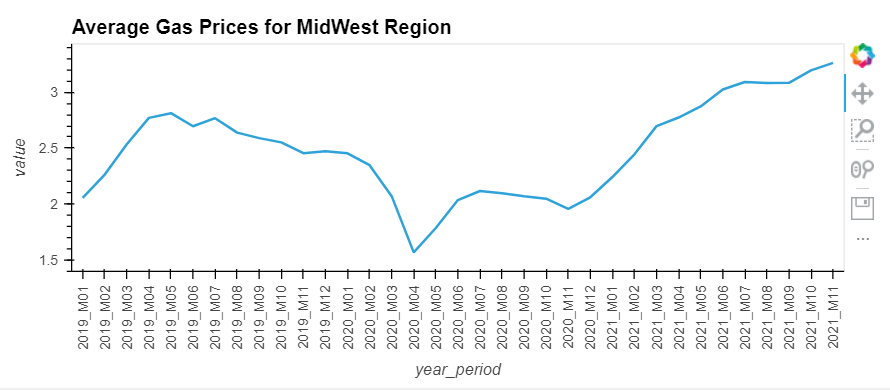 Average Gas Prices for MidWest Region
value
3
2.5
2
1.5
2019_M01
2019_M02
2019_M03
2019_M04
2019_M05
2019_M06
2019_M07
2019_M08
2019_M09
2019_M10
2019_M11
2019_M12
2020_M01
2020_M02
2020_M03
2020_M04
2020_M05
2020_M06
2020_M07
2020_M08
2020_M09
2020_M10
2020_M11
2020_M12
2021_M01
2021_M02
2021_M03
2021_M04
2021_M05
2021_M06
2021_M07
2021_M08
2021_M09
2021_M10
2021_M11
year_period